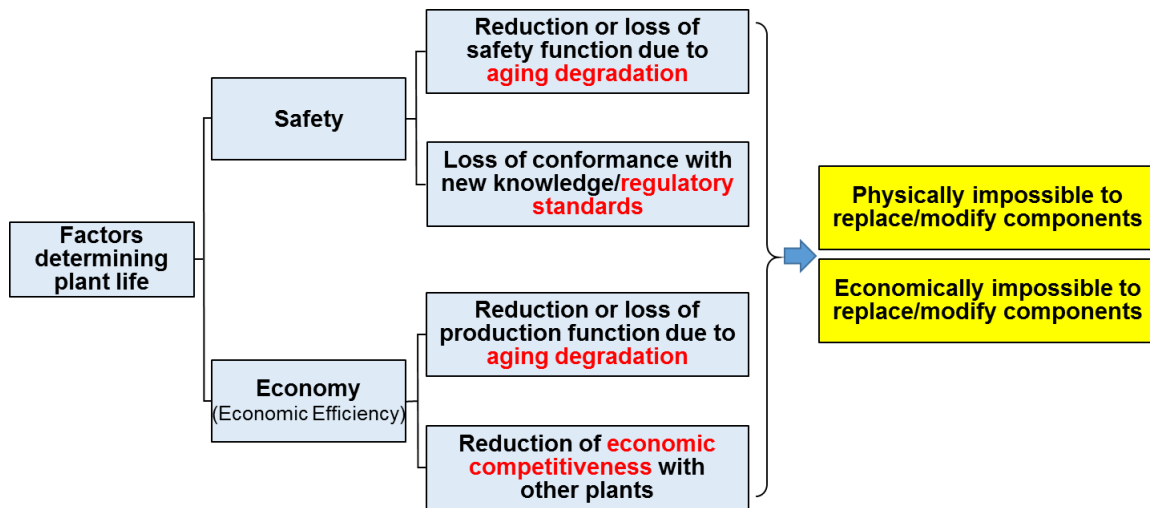 Factors
determining
plant life
Safety
Economy
(Economic Efficiency)
Reduction or loss of
safety function due to
aging degradation
Loss of conformance with
new knowledge/regulatory
standards
Reduction or loss of
production function due to
aging degradation
Reduction of economic
competitiveness with
other plants
Physically impossible to
replace/modify components
Economically impossible to
replace/modify components